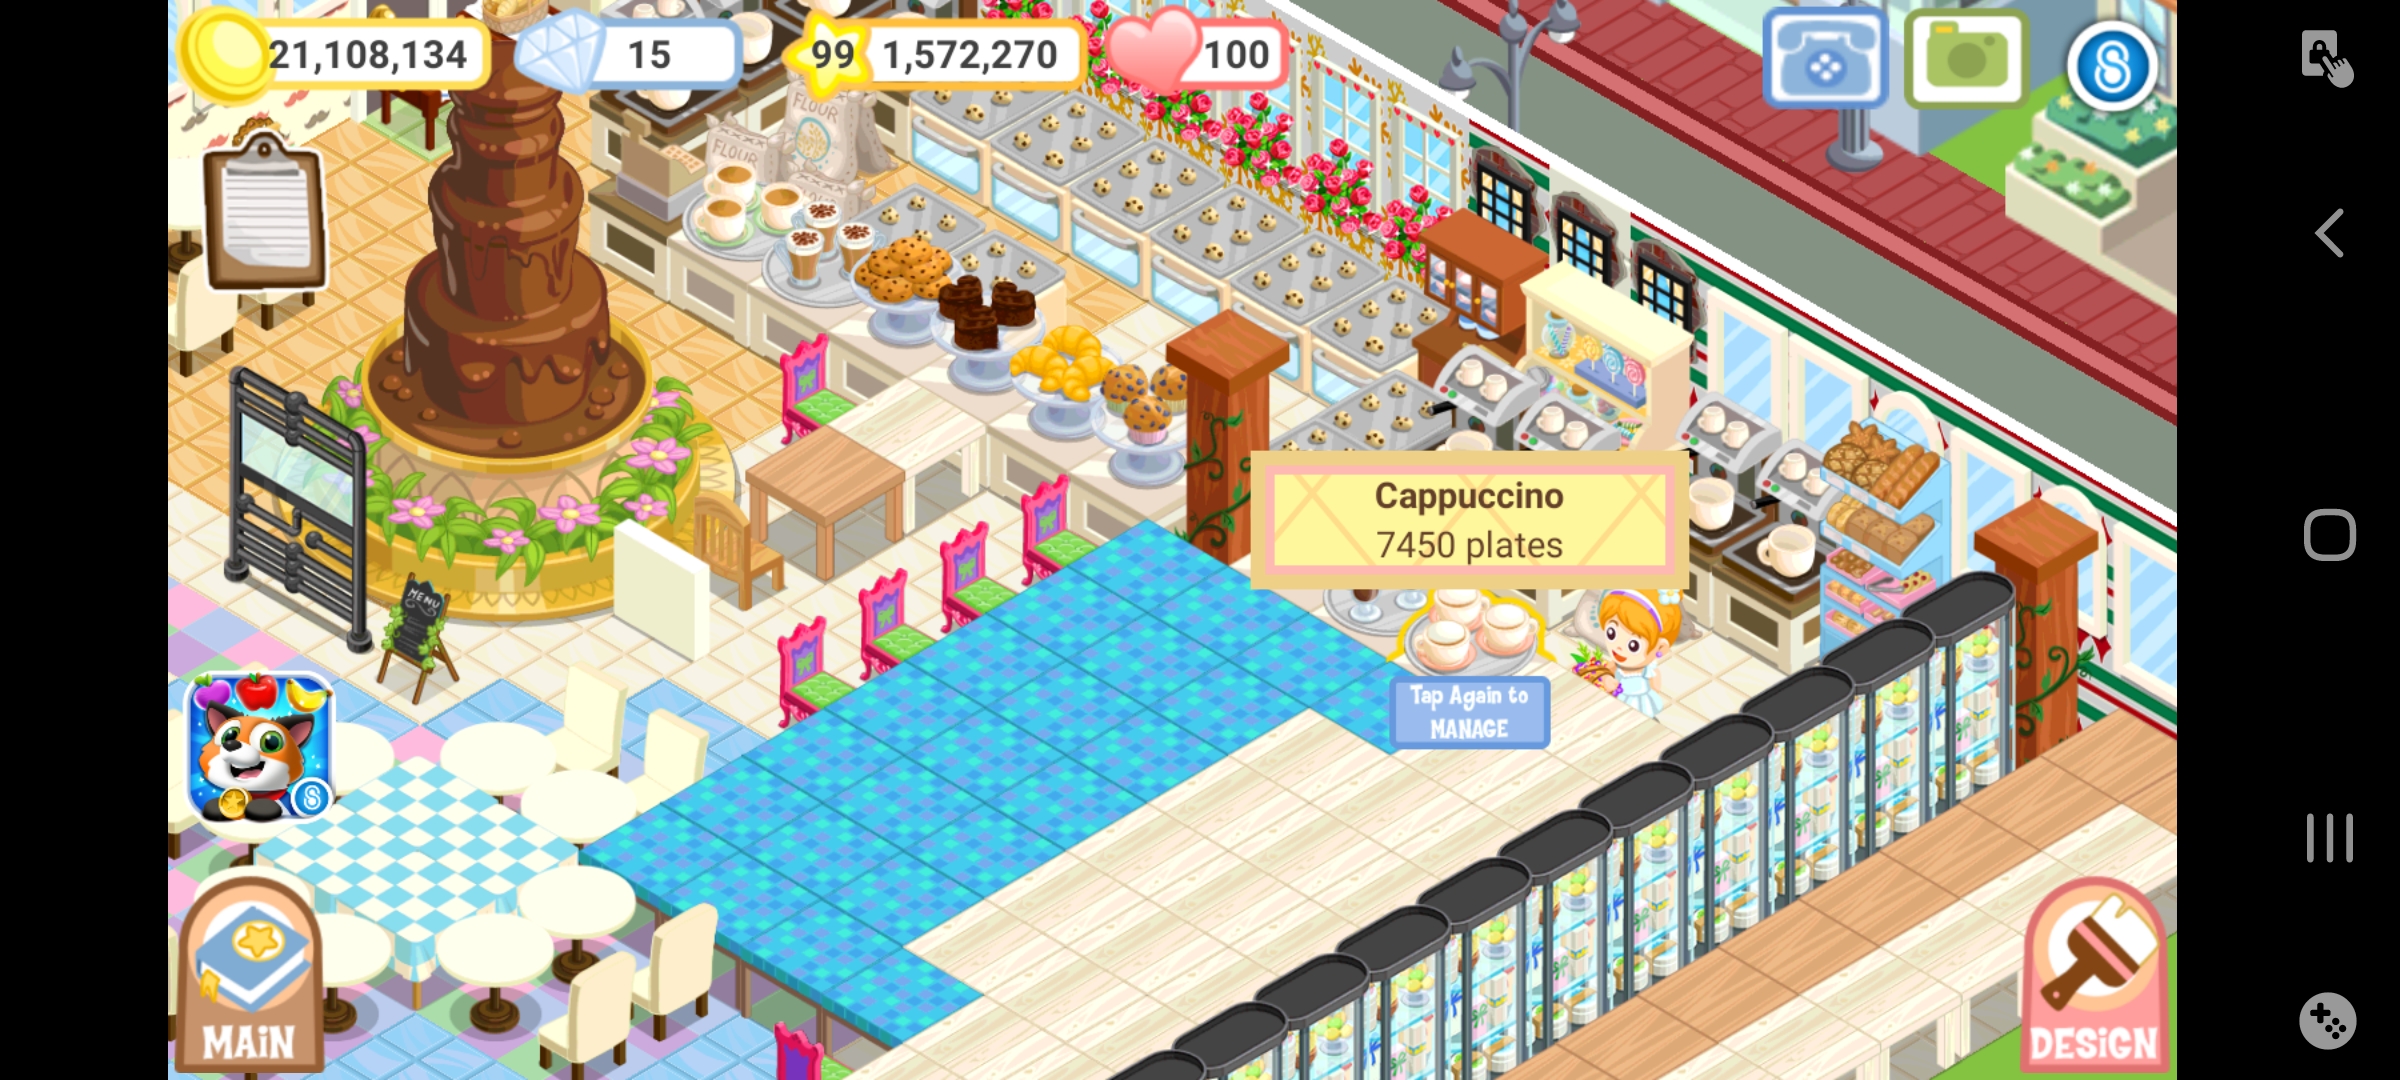 21,108,134
15
99
1,572,270
100
FLOUR
FLOUR
Cappuccino
7450 plates
MENU
Tap Again to
MANAGE
MAiN
DESiGN